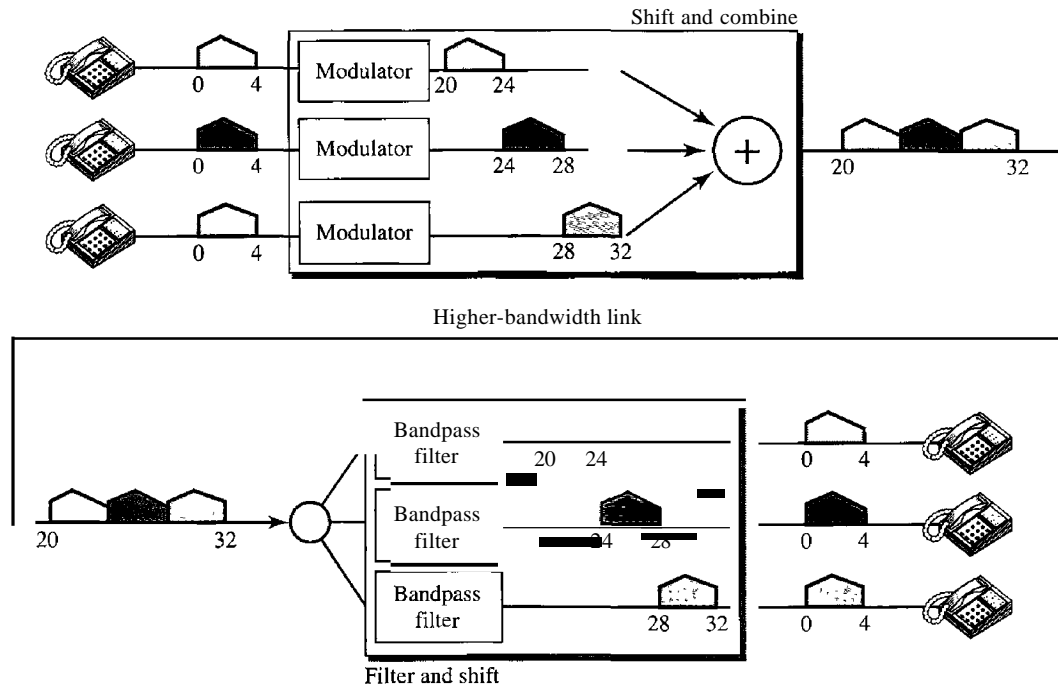 Shift and combine
0 4 Modulator 20 24
0 4 Modulator 24 28
+
20 32
0 4 Modulator 28 32
Higher-bandwidth link
Bandpass
filter
20 24
0 4
20 32
Bandpass
filter
24 28
0 4
Bandpass
filter
28 32
0 4
Filter and shift